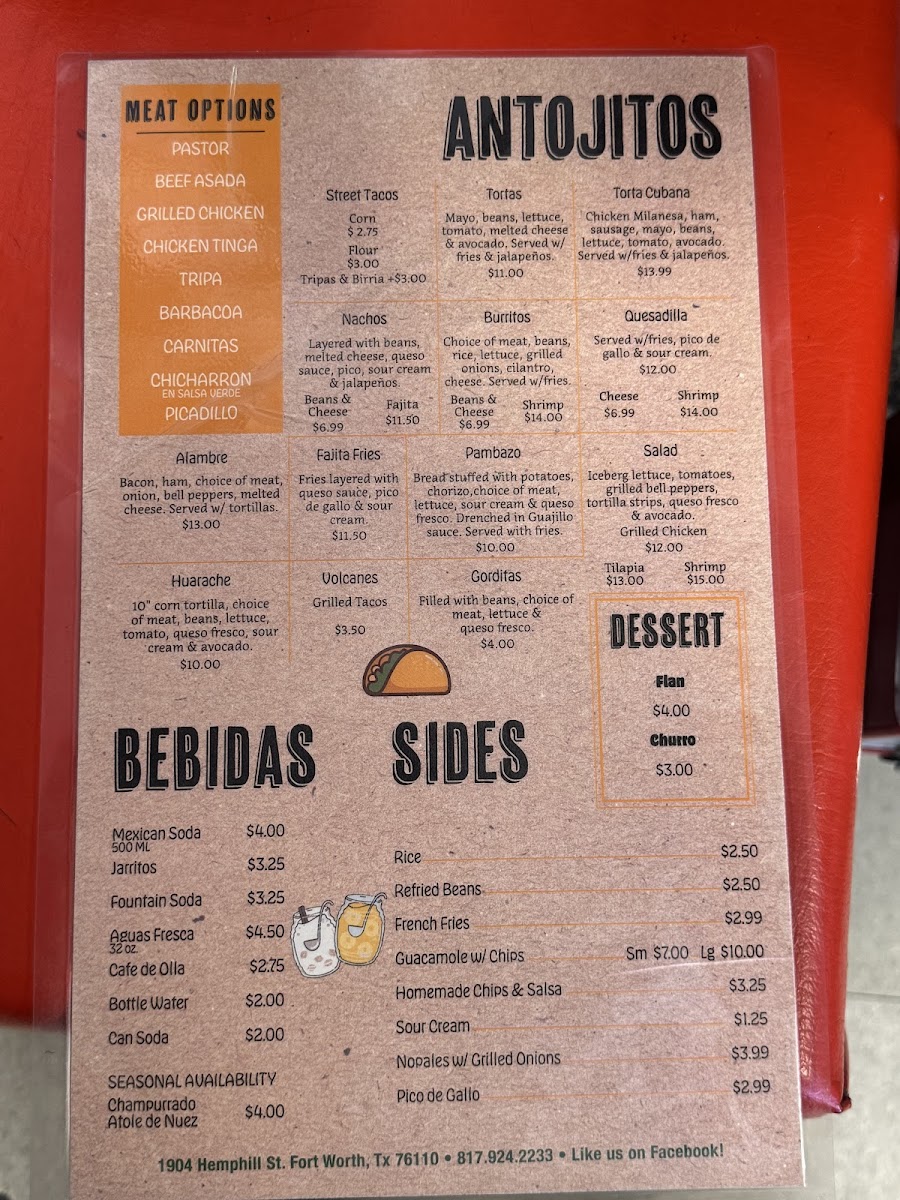 MEAT OPTIONS
PASTOR
BEEF ASADA
GRILLED CHICKEN
CHICKEN TINGA
TRIPA
BARBACOA
CARNITAS
CHICHARRON
EN SALSA VERDE
PICADILLO
ANTOJITOS
Street Tacos
Corn
$ 2.75
Flour
$3.00
Tripas & Birria +$3.00
Tortas
Mayo, beans, lettuce,
tomato, melted cheese
& avocado, Served w/
fries & jalapeños.
$11.00
Torta Cubana
Chicken Milanesa, ham,
sausage, mayo, beans,
lettuce, tomato, avocado.
Served w/fries & jalapeños.
$13.99
Nachos
Layered with beans,
melted cheese, queso
sauce, pico, sour cream
& jalapeños.
Beans &
Cheese
$6.99
Fajita
$11.50
Burritos
Choice of meat, beans,
rice, lettuce, grilled
onions, cilantro,
cheese. Served w/fries.
Beans &
Cheese
$6.99
Shrimp
$14.00
Quesadilla
Served w/fries, pico de
gallo & sour cream.
$12.00
Cheese
$6.99
Shrimp
$14.00
Alambre
Bacon, ham, choice of meat,
onion, bell peppers, melted
cheese. Served w/ tortillas.
$13.00
Fajita Fries
Fries layered with
queso sauce, pico
de gallo & sour
cream
$11.50
Pambazo
Bread stuffed with potatoes,
chorizo,choice of meat,
lettuce, sour cream & queso
fresco. Drenched in Guajillo
sauce. Served with fries.
$10.00
Salad
Iceberg lettuce, tomatoes,
grilled bell peppers,
tortilla strips, queso fresco
& avocado.
Grilled Chicken
$12.00
Tilapia
$13.00
Shrimp
$15.00
Huarache
10" corn tortilla, choice
of meat, beans, lettuce,
tomato, queso fresco, sour
cream & avocado.
$10.00
Volcanes
Grilled Tacos
$3.50
Gorditas
Filled with beans, choice of
meat, lettuce &
queso fresco.
$4.00
DESSERT
Flan
$4.00
Churro
$3.00
BEBIDAS
Mexican Soda $4.00
500 ML
Jarritos $3.25
Fountain Soda $3.25
Aguas Fresca $4.50
32 oz.
Cafe de Olla $2.75
Bottle Water $2.00
Can Soda $2.00
SEASONAL AVAILABILITY
Champurrado
Atole de Nuez $4.00
SIDES
Rice $2.50
Refried Beans $2.50
French Fries $2.99
Guacamole w/ Chips Sm $7.00 Lg $10.00
Homemade Chips & Salsa $3.25
Sour Cream $1.25
Nopales w/ Grilled Onions $3.99
Pico de Gallo $2.99
1904 Hemphill St. Fort Worth, Tx 76110 • 817.924.2233 • Like us on Facebook!